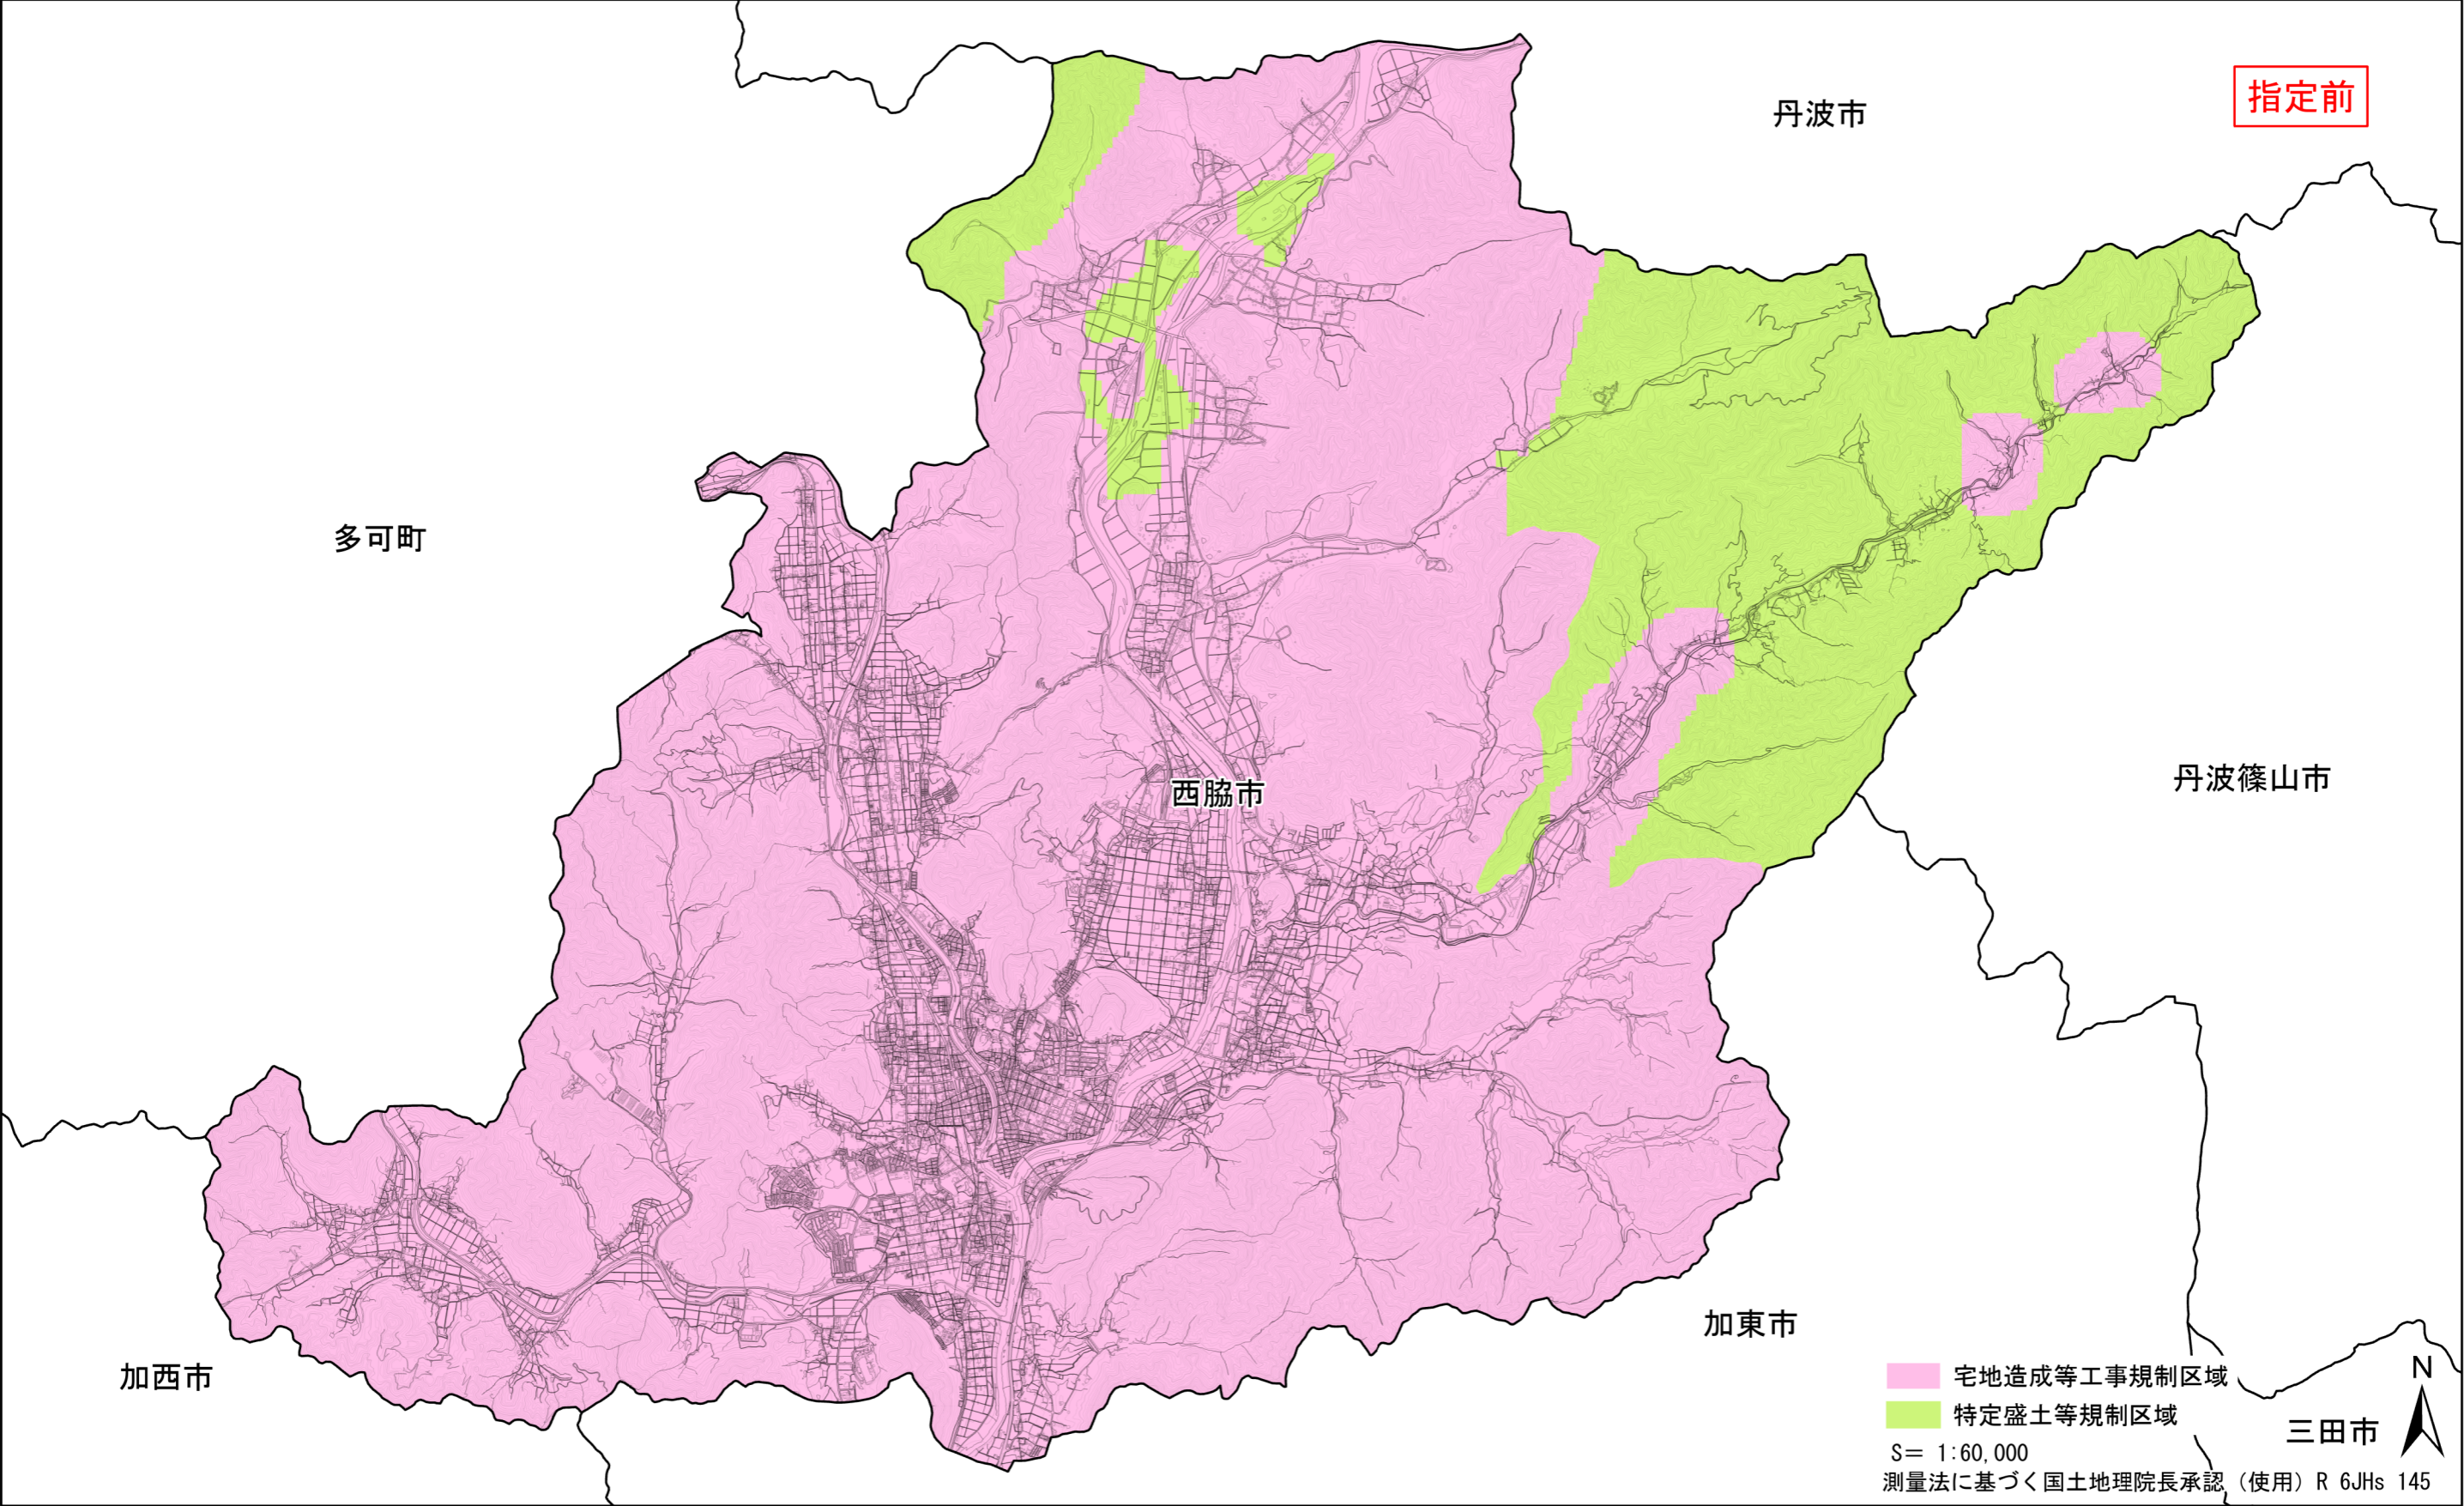 指定前
丹波市
多可町
西脇市
丹波篠山市
加東市
加西市
宅地造成等工事規制区域
特定盛土等規制区域
S= 1:60,000
測量法に基づく国土地理院長承認（使用）R 6JHs 145
三田市
N